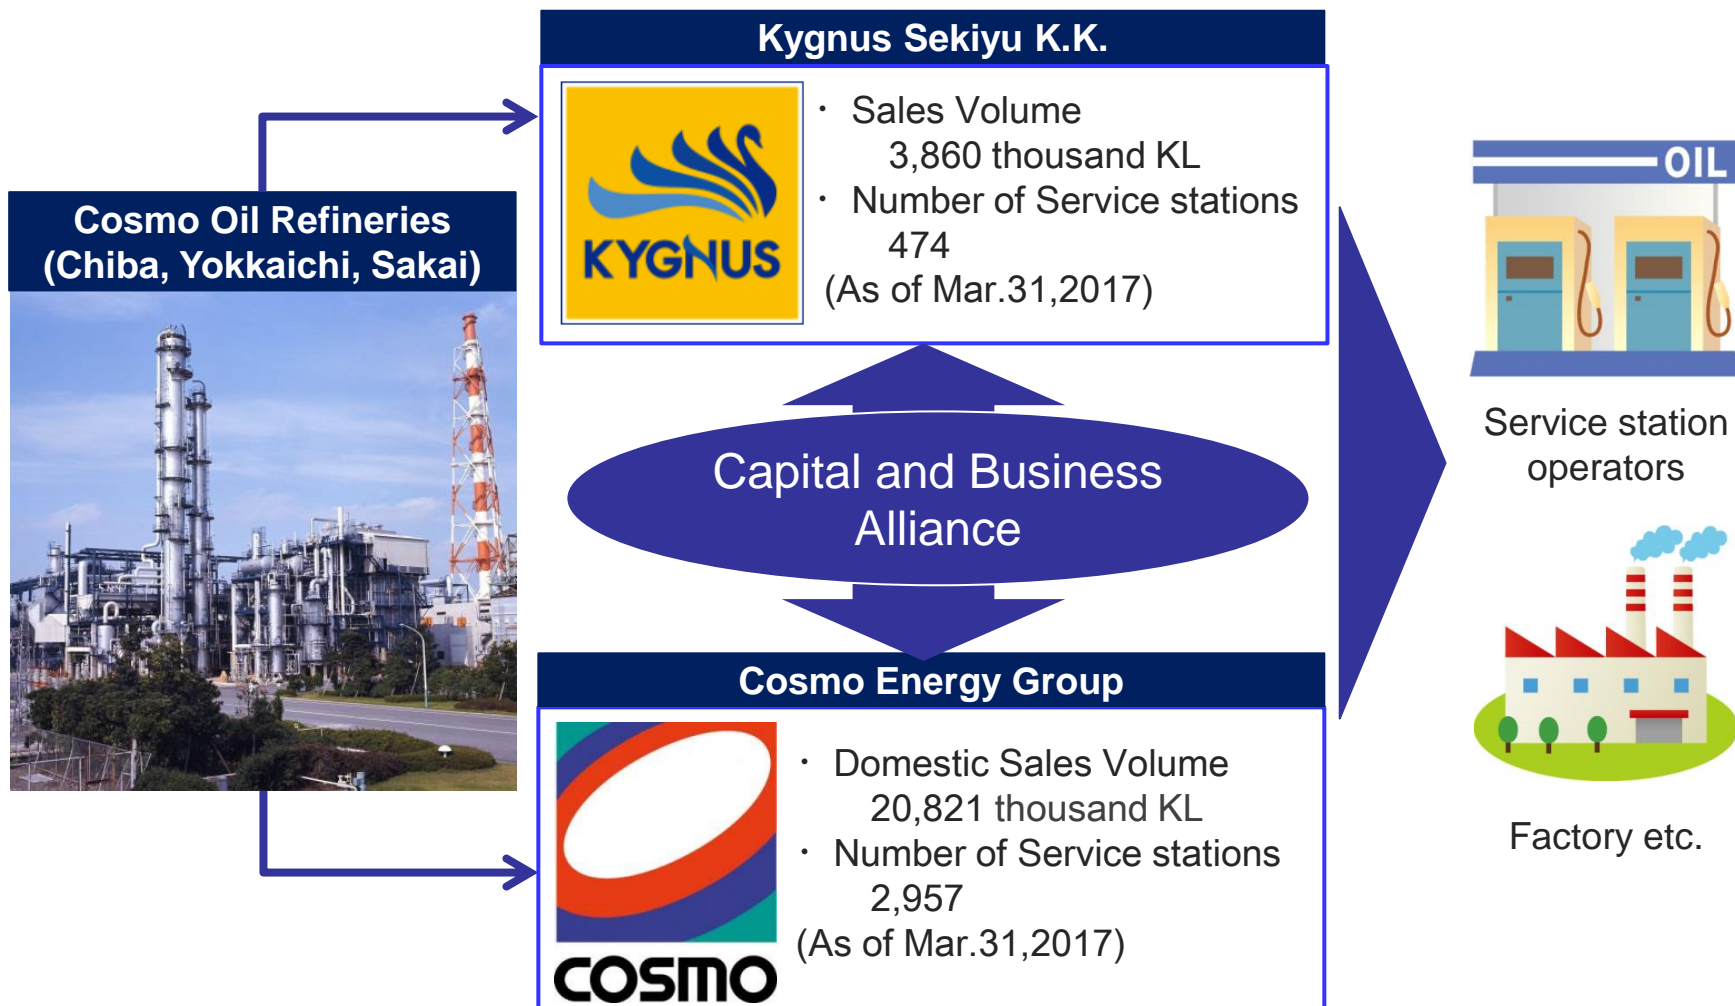 Kygnus Sekiyu K.K.
KYGNUS
・ Sales Volume
3,860 thousand KL
・ Number of Service stations
474
(As of Mar.31,2017)
Cosmo Oil Refineries
(Chiba, Yokkaichi, Sakai)
Capital and Business
Alliance
Cosmo Energy Group
COSMO
・ Domestic Sales Volume
20,821 thousand KL
・ Number of Service stations
2,957
(As of Mar.31,2017)
OIL
Service station
operators
Factory etc.